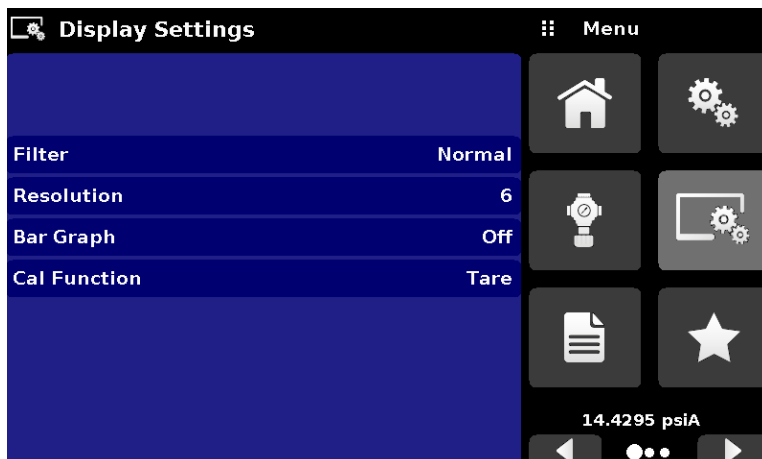 Display Settings
Menu
Filter Normal
Resolution 6
Bar Graph Off
Cal Function Tare
14.4295 psiA